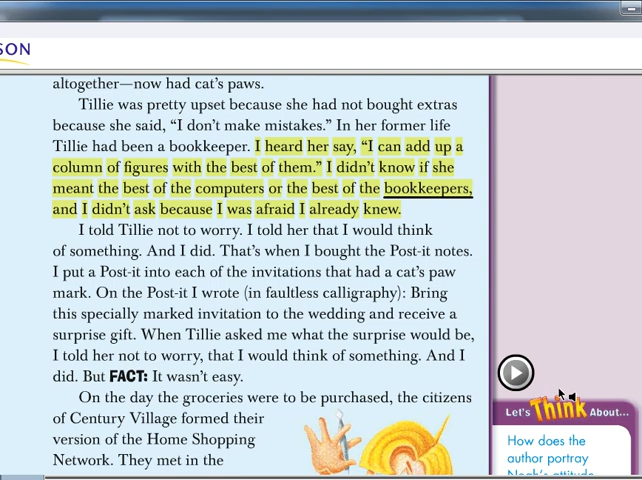 SON
altogether—now had cat's paws.
Tillie was pretty upset because she had not bought extras
because she said, “I don't make mistakes.” In her former life
Tillie had been a bookkeeper. I heard her say, “I can add up a
column of figures with the best of them.” I didn't know if she
meant the best of the computers or the best of the bookkeepers,
and I didn't ask because I was afraid I already knew.
I told Tillie not to worry. I told her that I would think
of something. And I did. That's when I bought the Post-it notes.
I put a Post-it into each of the invitations that had a cat's paw
mark. On the Post-it I wrote (in faultless calligraphy): Bring
this specially marked invitation to the wedding and receive a
surprise gift. When Tillie asked me what the surprise would be,
I told her not to worry, that I would think of something. And I
did. But FACT: It wasn't easy.
On the day the groceries were to be purchased, the citizens
of Century Village formed their
version of the Home Shopping
Network. They met in the
Let's Think About...
How does the
author portray
Noah's attitude